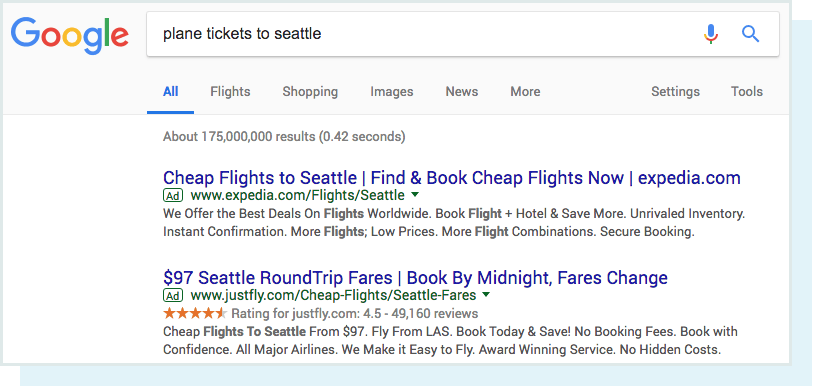 Google
plane tickets to seattle
All Flights Shopping Images News More Settings Tools
About 175,000,000 results (0.42 seconds)
Cheap Flights to Seattle | Find & Book Cheap Flights Now | expedia.com
Ad www.expedia.com/Flights/Seattle
We Offer the Best Deals On Flights Worldwide. Book Flight + Hotel & Save More. Unrivaled Inventory.
Instant Confirmation. More Flights; Low Prices. More Flight Combinations. Secure Booking.
$97 Seattle RoundTrip Fares | Book By Midnight, Fares Change
Ad www.justfly.com/Cheap-Flights/Seattle-Fares
Rating for justfly.com: 4.5 - 49,160 reviews
Cheap Flights To Seattle From $97. Fly From LAS. Book Today & Save! No Booking Fees. Book with
Confidence. All Major Airlines. We Make it Easy to Fly. Award Winning Service. No Hidden Costs.